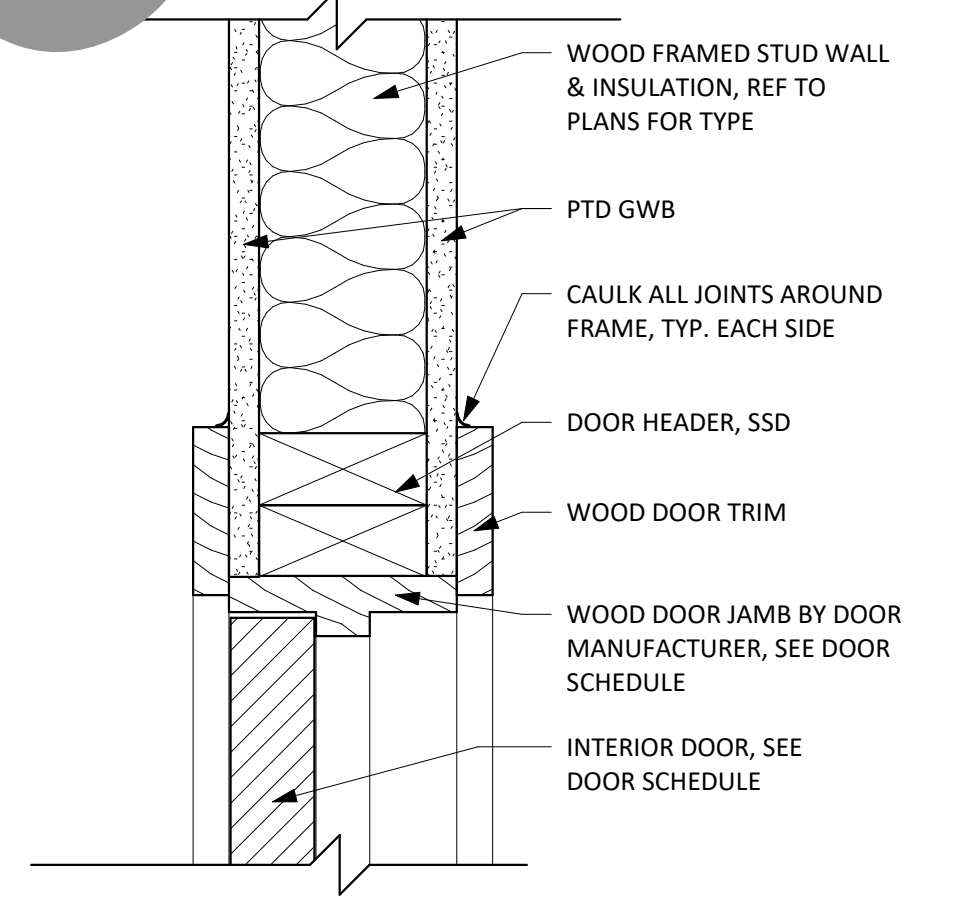 WOOD FRAMED STUD WALL
& INSULATION, REF TO
PLANS FOR TYPE
PTD GWB
CAULK ALL JOINTS AROUND
FRAME, TYP. EACH SIDE
DOOR HEADER, SSD
WOOD DOOR TRIM
WOOD DOOR JAMB BY DOOR
MANUFACTURER, SEE DOOR
SCHEDULE
INTERIOR DOOR, SEE
DOOR SCHEDULE